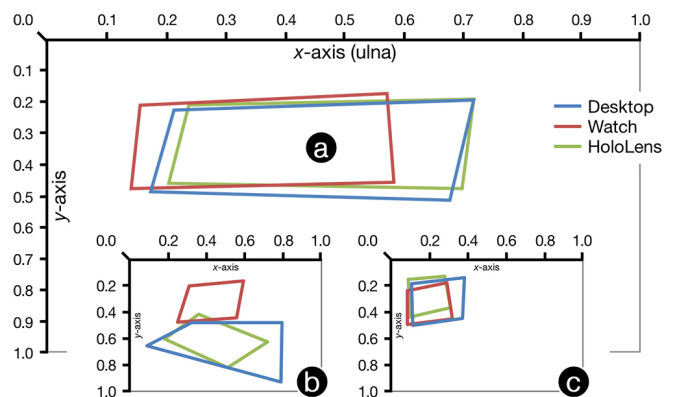 0.0 0.1 0.2 0.3 0.4 0.5 0.6 0.7 0.8 0.9 1.0
x-axis (ulna)
0.1
0.2
0.3
0.4
0.5
0.6
0.7
0.8
0.9
1.0
y-axis
a
Desktop
Watch
HoloLens
0.0 0.2 0.4 0.6 0.8 1.0
x-axis
0.2
0.4
0.6
0.8
1.0
y-axis
b
0.0 0.2 0.4 0.6 0.8 1.0
x-axis
0.2
0.4
0.6
0.8
1.0
y-axis
c